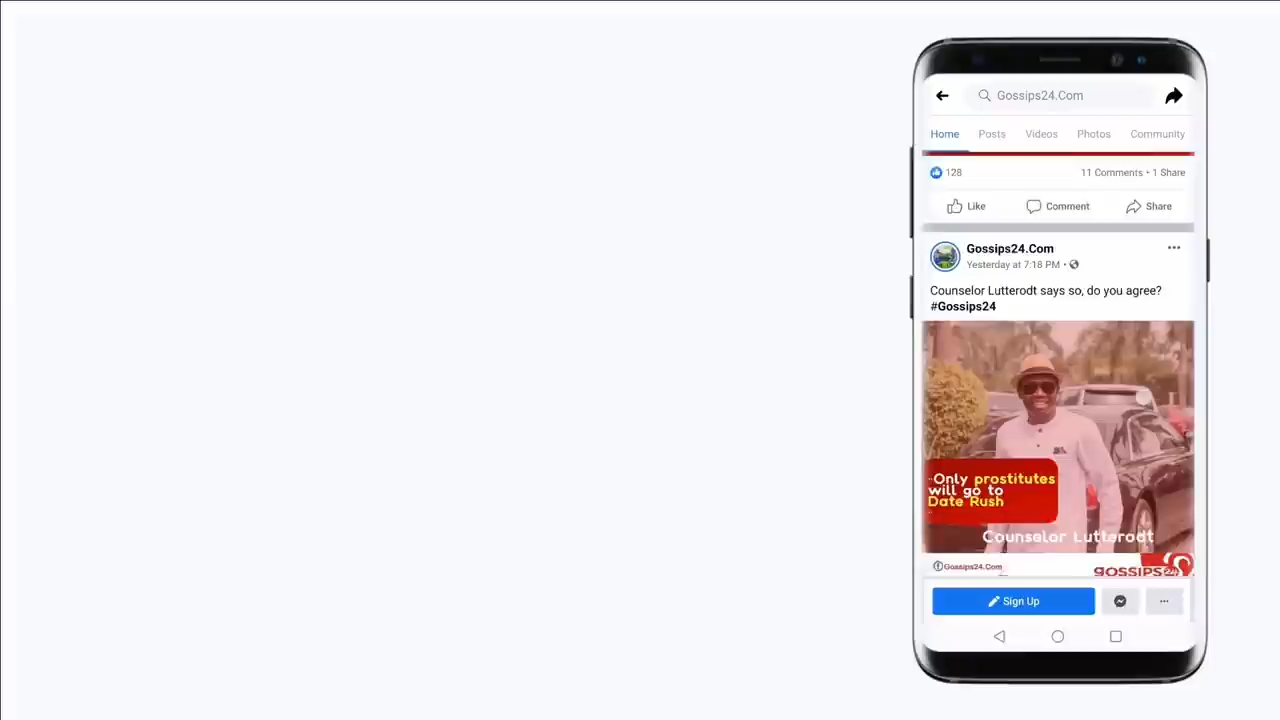 Gossips24.Com
Home Posts Videos Photos Community
128 11 Comments • 1 Share
Like Comment Share
Gossips24.Com
Yesterday at 7:18 PM •
Counselor Lutterodt says so, do you agree?
#Gossips24
Only prostitutes
will go to
Date Rush
Counselor Lutterodt
Gossips24.Com
GOSSIPS24
Sign Up